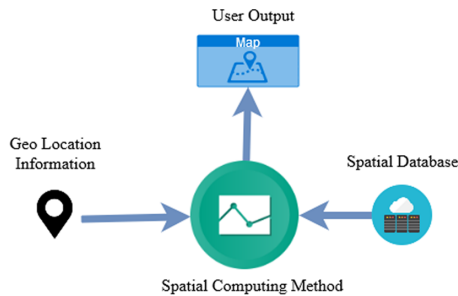 User Output
Map
Geo Location
Information
Spatial Database
Spatial Computing Method